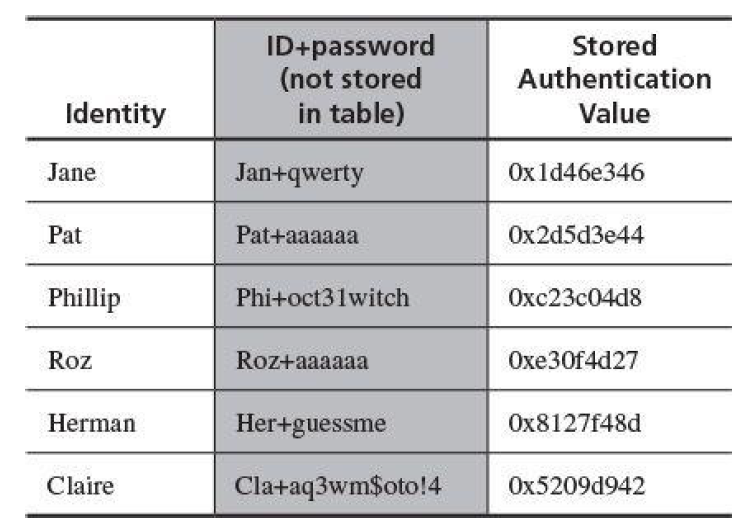 Identity
ID+password
(not stored
in table)
Stored
Authentication
Value
Jane Jan+qwerty 0x1d46e346
Pat Pat+aaaaaa 0x2d5d3e44
Phillip Phi+oct31witch 0xc23c04d8
Roz Roz+aaaaaa 0xe30f4d27
Herman Her+guessme 0x8127f48d
Claire Cla+aq3wm$oto!4 0x5209d942